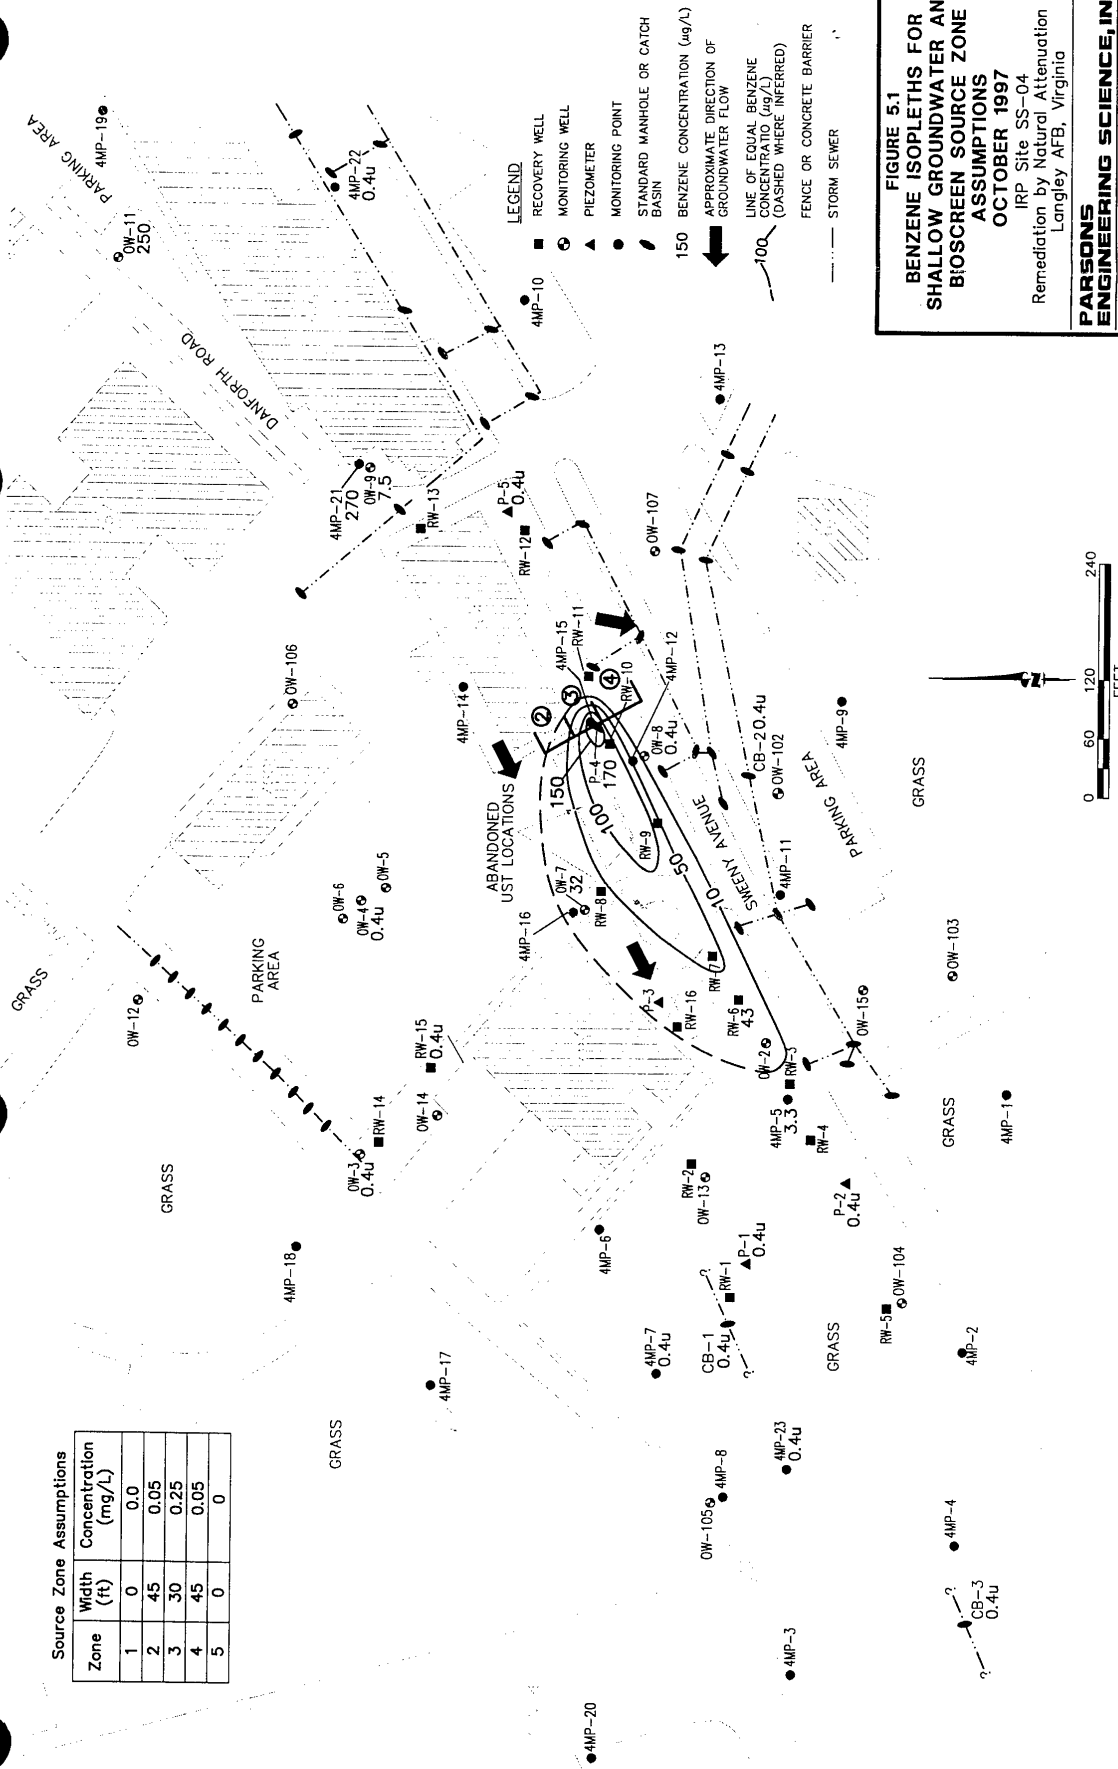 Source Zone Assumptions
Zone Width (ft) Concentration (mg/L)
1 0 0.0
2 45 0.05
3 30 0.25
4 45 0.05
5 0 0
GRASS
PARKING AREA
4MP-19
OW-11
250
4MP-22
0.4u
DANFORTH ROAD
OW-12
PARKING
AREA
OW-106
4MP-21
270
OW-9
7.5
RW-13
GRASS
4MP-18
OW-3
0.4u
RW-14
OW-14
RW-15
0.4u
OW-6
OW-4
0.4u
OW-5
4MP-14
RW-12
P-5
0.4u
4MP-10
4MP-17
GRASS
ABANDONED
UST LOCATIONS
4MP-16
OW-7
32
RW-8
150
100
50
10
P-4
170
2
3
4
4MP-15
RW-11
RW-10
4MP-12
OW-8
0.4u
RW-9
OW-107
4MP-13
4MP-20
4MP-6
4MP-7
0.4u
P-3
RW-16
RW-7
RW-6
43
OW-2
RW-3
4MP-5
3.3
RW-4
SWEENY AVENUE
CB-2 0.4u
OW-102
4MP-11
PARKING AREA
4MP-9
GRASS
RW-2
OW-13
P-1
0.4u
RW-1
CB-1
0.4u
?
?
P-2
0.4u
OW-15
OW-103
OW-105
4MP-8
4MP-23
0.4u
4MP-3
GRASS
RW-5
OW-104
4MP-2
GRASS
4MP-1
4MP-4
CB-3
0.4u
?
?
N
0 60 120 240
FEET
LEGEND
RECOVERY WELL
MONITORING WELL
PIEZOMETER
MONITORING POINT
STANDARD MANHOLE OR CATCH
BASIN
150 BENZENE CONCENTRATION (ug/L)
APPROXIMATE DIRECTION OF
GROUNDWATER FLOW
100 LINE OF EQUAL BENZENE
CONCENTRATIO (ug/L)
(DASHED WHERE INFERRED)
FENCE OR CONCRETE BARRIER
STORM SEWER
FIGURE 5.1
BENZENE ISOPLETHS FOR
SHALLOW GROUNDWATER AN
BIOSCREEN SOURCE ZONE
ASSUMPTIONS
OCTOBER 1997
IRP Site SS-04
Remediation by Natural Attenuation
Langley AFB, Virginia
PARSONS
ENGINEERING SCIENCE, IN